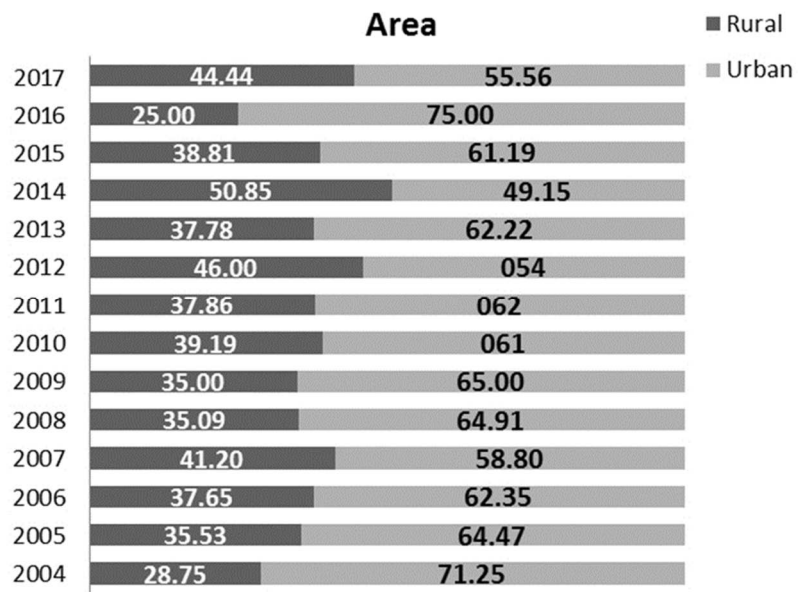 Area
Rural
Urban
2017 44.44 55.56
2016 25.00 75.00
2015 38.81 61.19
2014 50.85 49.15
2013 37.78 62.22
2012 46.00 054
2011 37.86 062
2010 39.19 061
2009 35.00 65.00
2008 35.09 64.91
2007 41.20 58.80
2006 37.65 62.35
2005 35.53 64.47
2004 28.75 71.25